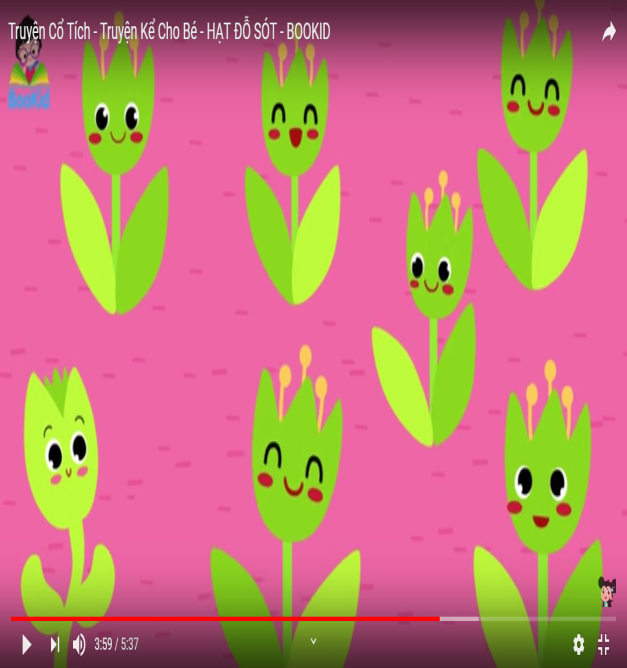 Truyện Cổ Tích - Truyện Kể Cho Bé - HẠT ĐỖ SÓT - BOOKID
BooKid
3:59 / 5:37